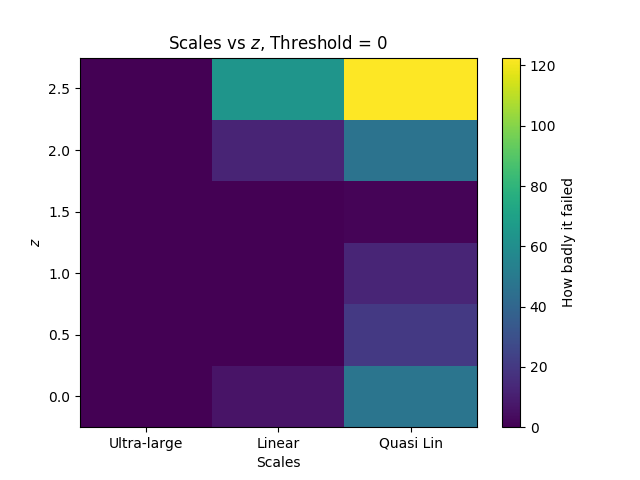 Scales vs z, Threshold = 0
2.5
2.0
1.5
1.0
0.5
0.0
z
Ultra-large
Linear
Quasi Lin
Scales
120
100
80
60
40
20
0
How badly it failed